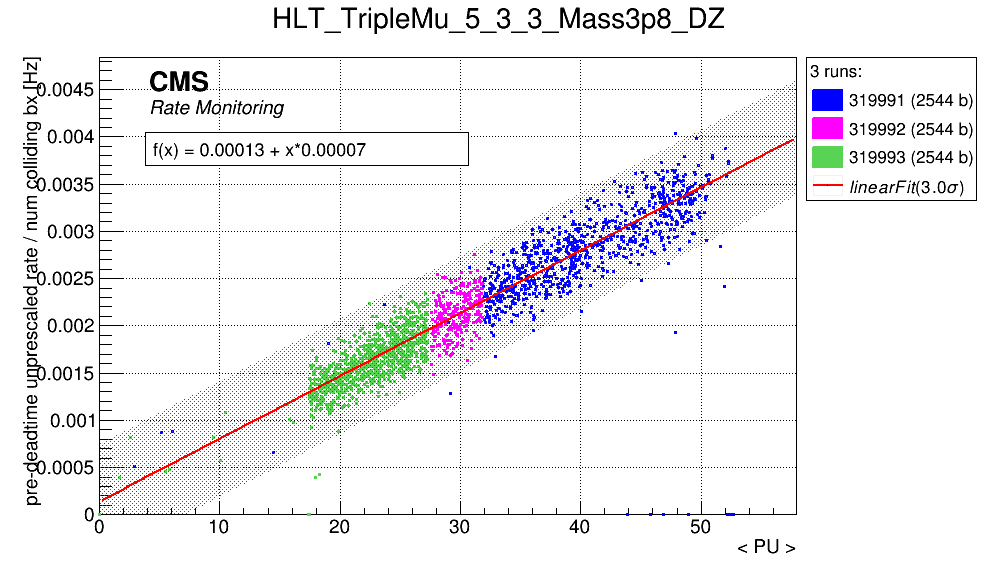 HLT_TripleMu_5_3_3_Mass3p8_DZ
pre-deadtime unprescaled rate / num colliding bx [Hz]
CMS
Rate Monitoring
f(x) = 0.00013 + x*0.00007
0.0045
0.004
0.0035
0.003
0.0025
0.002
0.0015
0.001
0.0005
0
0 10 20 30 40 50
< PU >
3 runs:
319991 (2544 b)
319992 (2544 b)
319993 (2544 b)
linearFit(3.0σ)